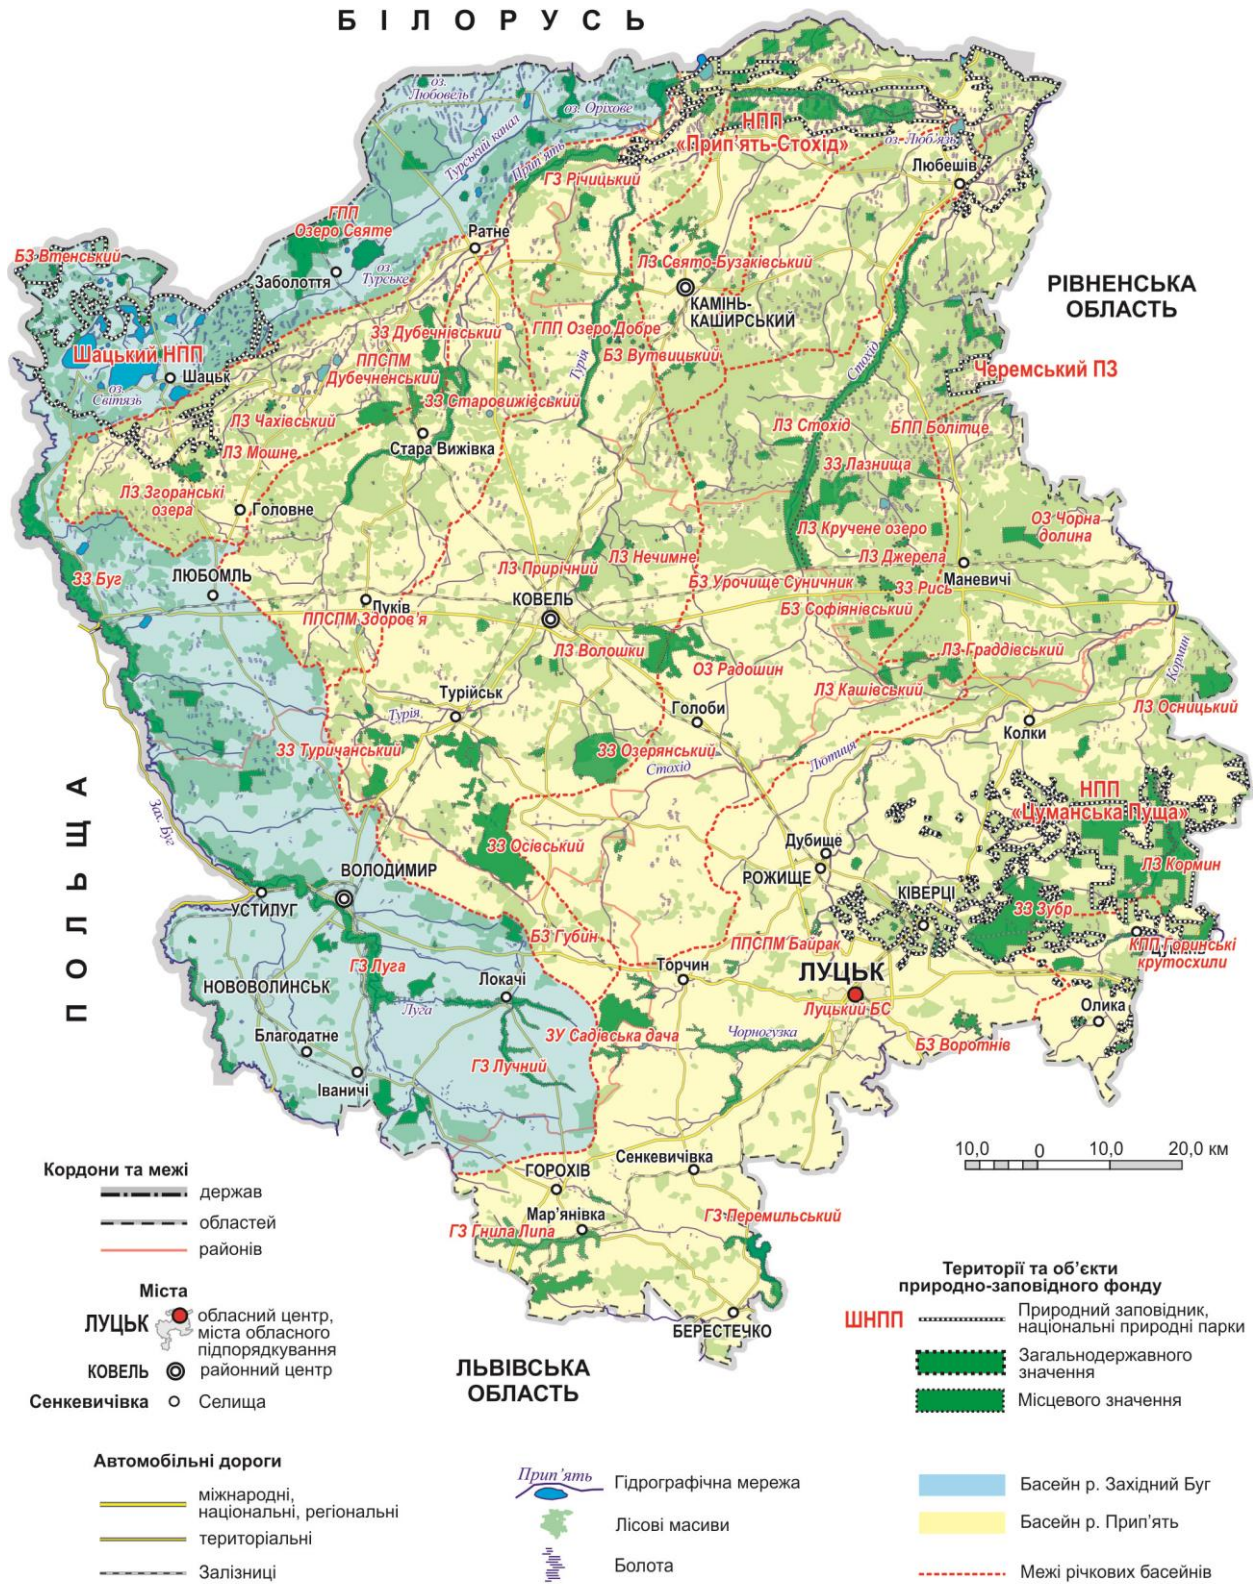 БІЛОРУСЬ
оз.
Любовель
оз. Оріхове
Турський канал
Прип'ять
НПП
«Прип'ять-Стохід»
оз. Люб'язь
Любешів
ГЗ Річицький
ГПП
Озеро Святе
Ратне
БЗ Втенський
оз.
Турське
Заболоття
ЛЗ Свято-Бузаківський
РІВНЕНСЬКА
ОБЛАСТЬ
КАМІНЬ-
КАШИРСЬКИЙ
ЗЗ Дубечнівський
ГПП Озеро Добре
БЗ Вутвицький
Шацький НПП
ППСПМ
Дубечненський
Турія
Стохід
Черемський ПЗ
Шацьк
оз.
Світязь
ЗЗ Старовижівський
ЛЗ Чахівський
ЛЗ Стохід
БПП Болітце
Стара Вижівка
ЛЗ Мошне
ЗЗ Лазнища
ЛЗ Згоранські
озера
Головне
ОЗ Чорна
долина
ЛЗ Кручене озеро
ЛЗ Нечимне
ЛЗ Джерела
ЛЗ Прирічний
Маневичі
ЗЗ Буг
ЛЮБОМЛЬ
БЗ Урочище Суничник
ЗЗ Рись
КОВЕЛЬ
Луків
ППСПМ Здоров'я
БЗ Софіянівський
ЛЗ Волошки
ЛЗ Граддівський
ОЗ Радошин
Кормин
ЛЗ Кашівський
Турійськ
Турія
Голоби
ЛЗ Осницький
Колки
ЗЗ Туричанський
ЗЗ Озерянський
Стохід
Лютиця
ПОЛЬЩА
Зах. Буг
НПП
«Цуманська Пуща»
ЗЗ Осівський
Дубище
РОЖИЩЕ
ЛЗ Кормин
ВОЛОДИМИР
КІВЕРЦІ
УСТИЛУГ
ЗЗ Зубр
БЗ Губин
ППСПМ Байрак
КПП Горинські
крутосхили
ГЗ Луга
Торчин
ЛУЦЬК
НОВОВОЛИНСЬК
Локачі
Луга
Луцький БС
Олика
Благодатне
ЗУ Садівська дача
Чорногузка
БЗ Воротнів
ГЗ Лучний
Іваничі
Сенкевичівка
10,0 0 10,0 20,0 км
ГОРОХІВ
Мар'янівка
ГЗ Гнила Липа
ГЗ Перемильський
БЕРЕСТЕЧКО
ЛЬВІВСЬКА
ОБЛАСТЬ
Кордони та межі
держав
областей
районів
Міста
ЛУЦЬК
обласний центр,
міста обласного
підпорядкування
КОВЕЛЬ
районний центр
Сенкевичівка
Селища
Території та об'єкти
природно-заповідного фонду
ШНПП
Природний заповідник,
національні природні парки
Загальнодержавного
значення
Місцевого значення
Автомобільні дороги
міжнародні,
національні, регіональні
територіальні
Залізниці
Прип'ять
Гідрографічна мережа
Лісові масиви
Болота
Басейн р. Західний Буг
Басейн р. Прип'ять
Межі річкових басейнів